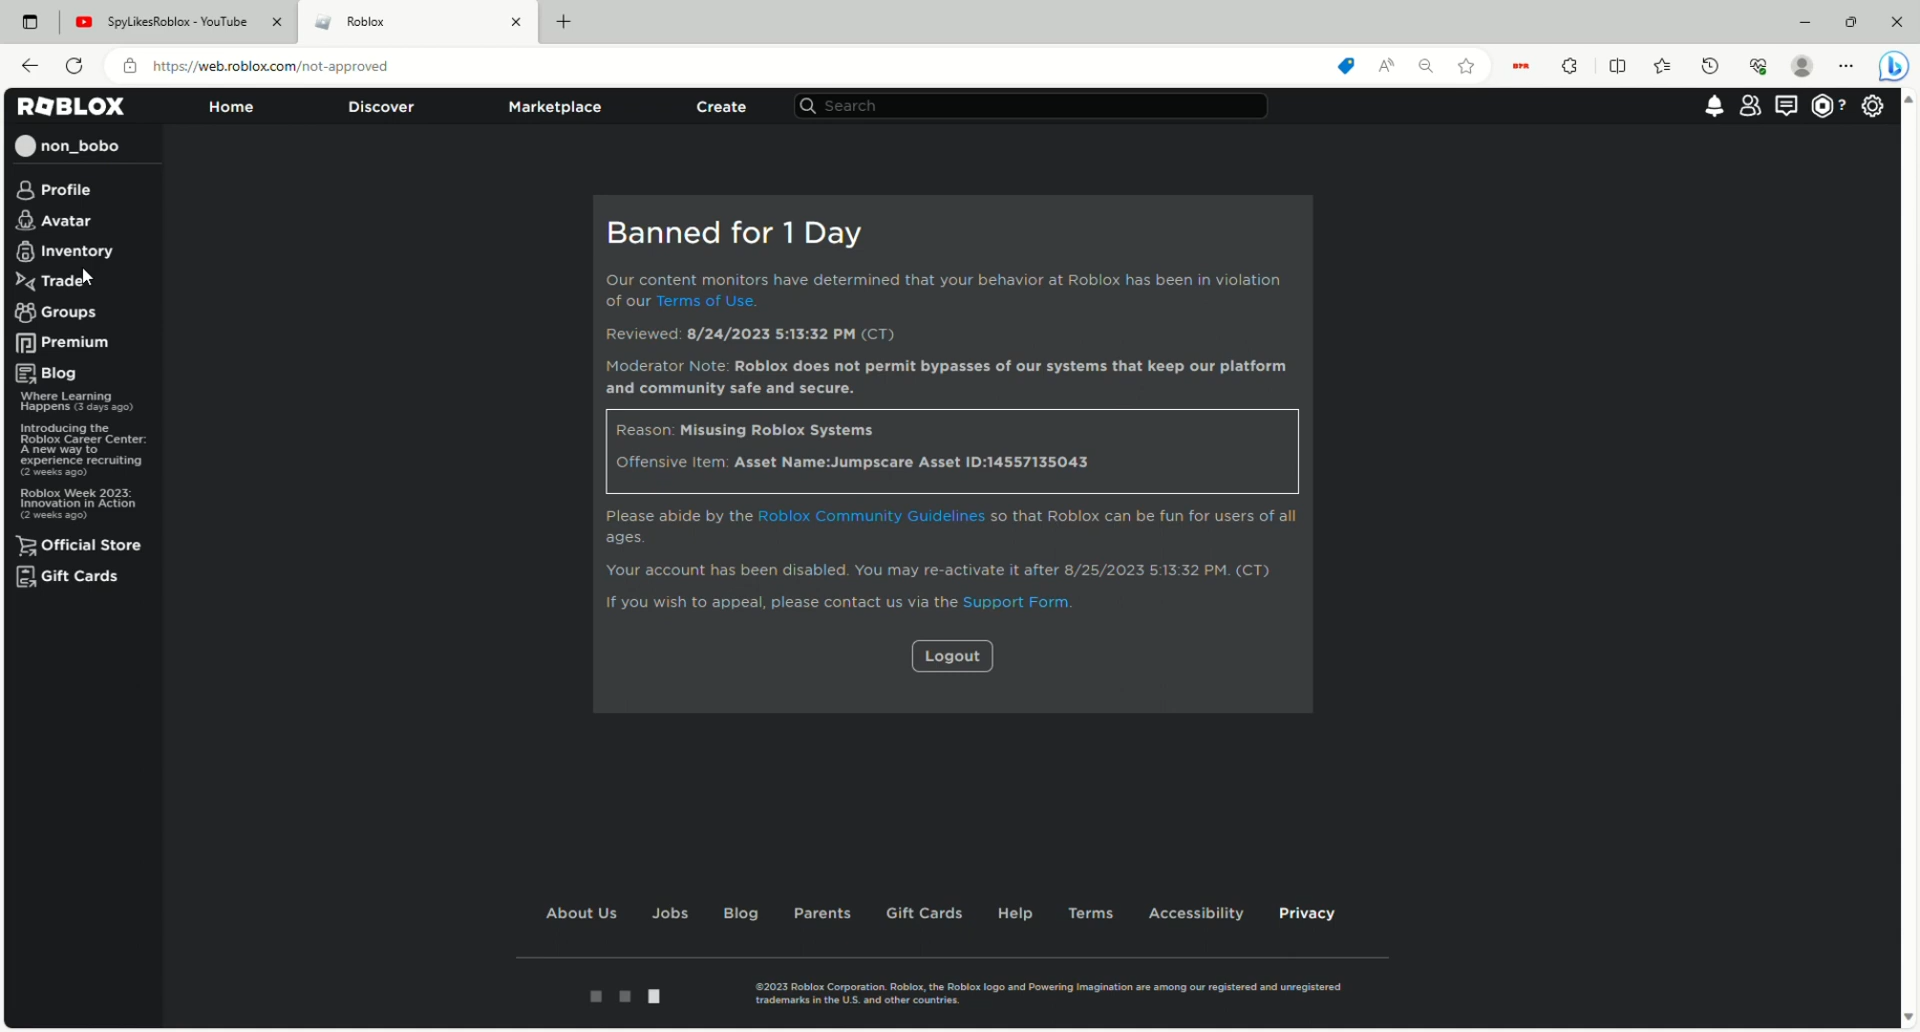 SpyLikesRoblox - YouTube
Roblox
https://web.roblox.com/not-approved
ROBLOX
Home
Discover
Marketplace
Create
Search
?
non_bobo
Profile
Avatar
Inventory
Trade
Groups
Premium
Blog
Where Learning
Happens (3 days ago)
Introducing the
Roblox Career Center:
A new way to
experience recruiting
(2 weeks ago)
Roblox Week 2023:
Innovation in Action
(2 weeks ago)
Official Store
Gift Cards
Banned for 1 Day
Our content monitors have determined that your behavior at Roblox has been in violation
of our Terms of Use.
Reviewed: 8/24/2023 5:13:32 PM (CT)
Moderator Note: Roblox does not permit bypasses of our systems that keep our platform
and community safe and secure.
Reason: Misusing Roblox Systems
Offensive Item: Asset Name:Jumpscare Asset ID:14557135043
Please abide by the Roblox Community Guidelines so that Roblox can be fun for users of all
ages.
Your account has been disabled. You may re-activate it after 8/25/2023 5:13:32 PM. (CT)
If you wish to appeal, please contact us via the Support Form.
Logout
About Us
Jobs
Blog
Parents
Gift Cards
Help
Terms
Accessibility
Privacy
©2023 Roblox Corporation. Roblox, the Roblox logo and Powering Imagination are among our registered and unregistered
trademarks in the U.S. and other countries.